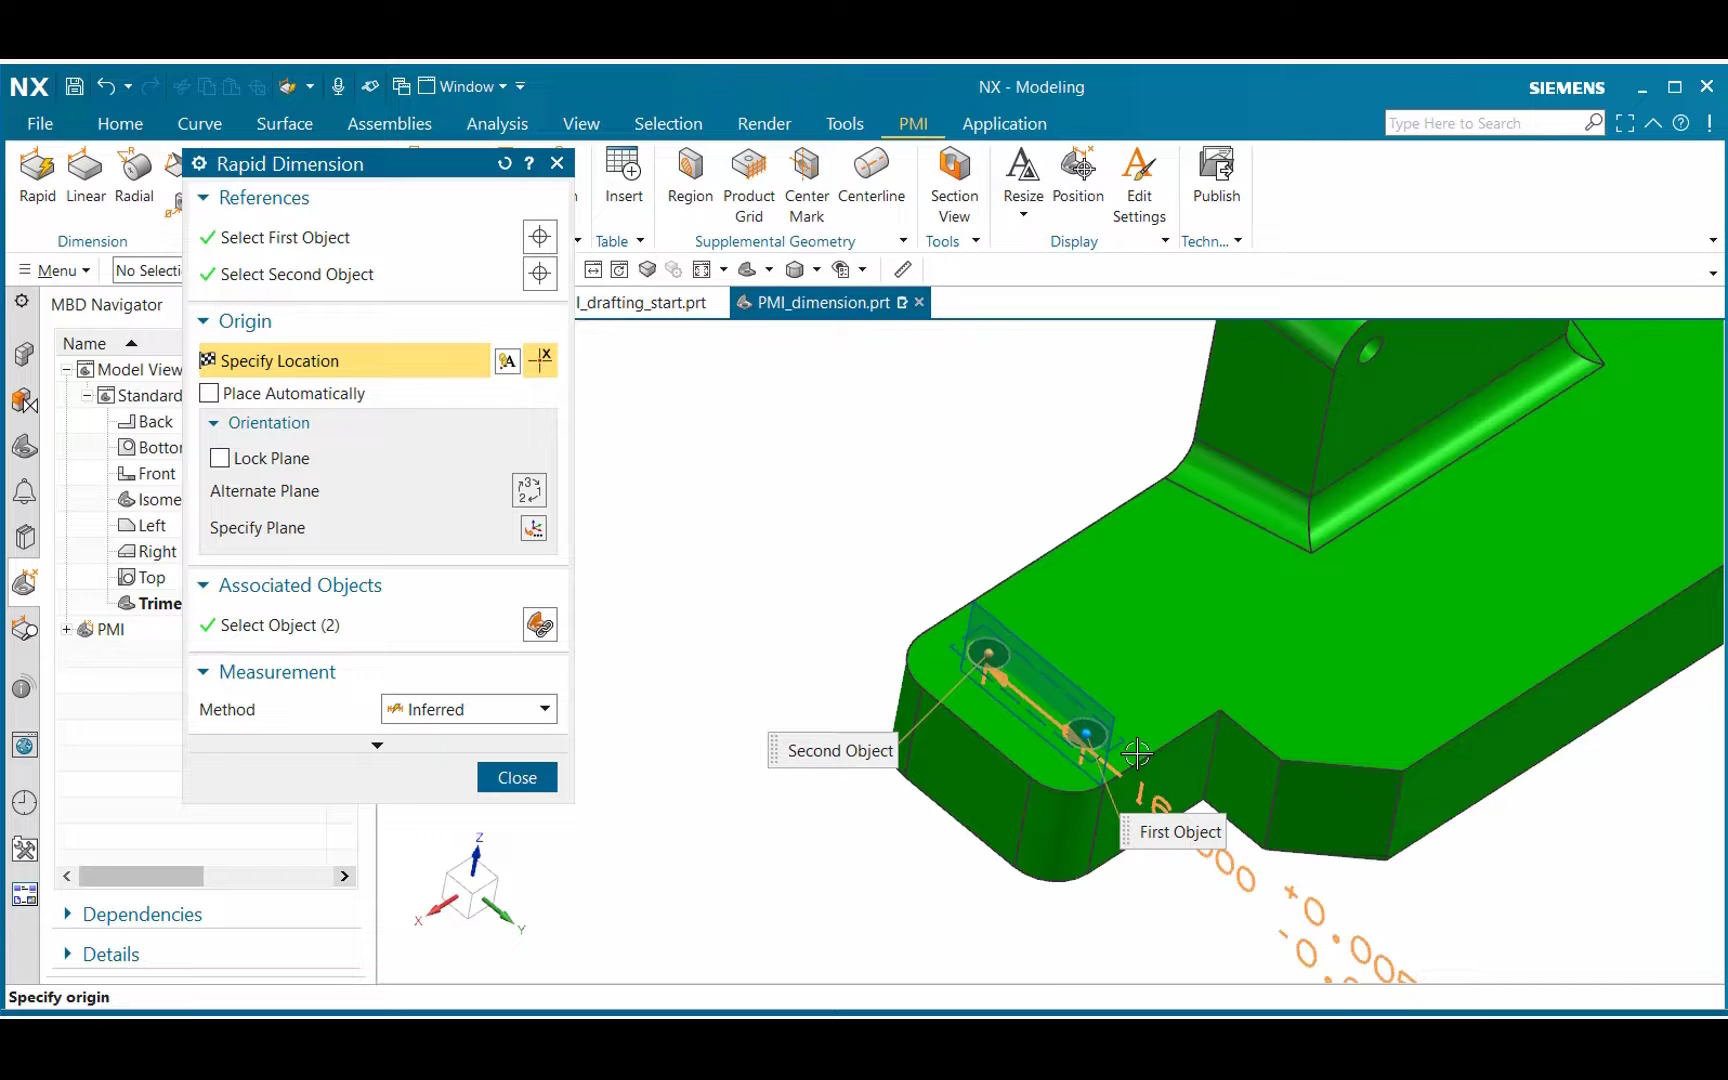 NX
Window
NX - Modeling
SIEMENS
File
Home
Curve
Surface
Assemblies
Analysis
View
Selection
Render
Tools
PMI
Application
Type Here to Search
Rapid
Linear
Radial
Dimension
Rapid Dimension
Insert
Table
Region
Product Grid
Center Mark
Centerline
Supplemental Geometry
Section View
Tools
Resize
Position
Edit Settings
Display
Publish
Techn...
Menu
No Selecti
I_drafting_start.prt
PMI_dimension.prt
MBD Navigator
Name
Model View
Standard
Back
Botto
Front
Isome
Left
Right
Top
Trime
PMI
Dependencies
Details
References
Select First Object
Select Second Object
Origin
Specify Location
Place Automatically
Orientation
Lock Plane
Alternate Plane
Specify Plane
Associated Objects
Select Object (2)
Measurement
Method
Inferred
Close
Second Object
First Object
Z
X
Y
Specify origin